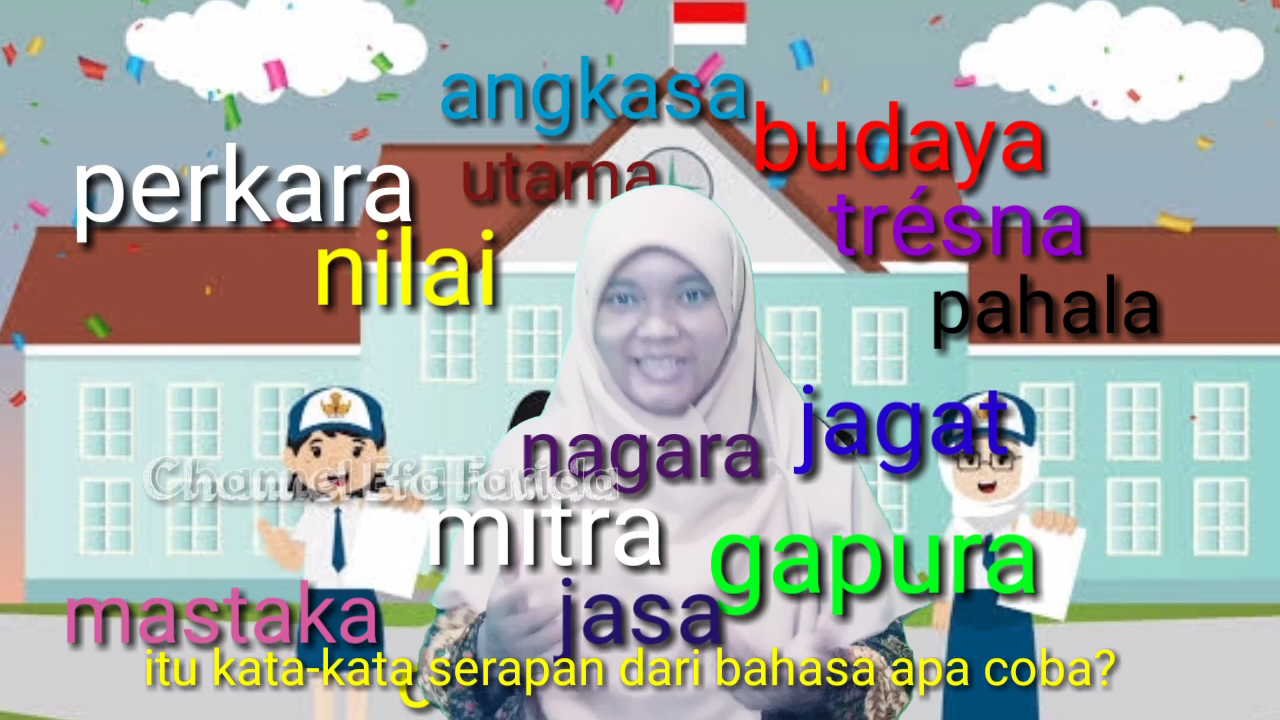 angkasa
budaya
perkara
utama
trésna
nilai
pahala
jagat
nagara
Channel Efa Farida
mitra
gapura
mastaka
jasa
itu kata-kata serapan dari bahasa apa coba?